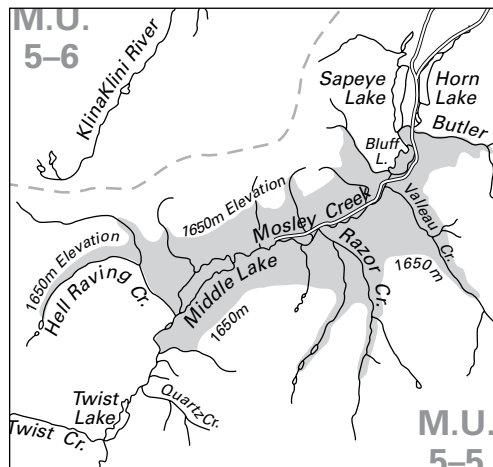 M.U.
5–6
KlinaKlini River
Sapeye
Lake
Horn
Lake
Butler
Bluff
L.
Valleau Cr.
1650m Elevation
Mosley Creek
1650m Elevation
Hell Raving Cr.
Middle Lake
Razor Cr.
1650m
1650m
Twist
Lake
Quartz Cr.
Twist Cr.
M.U.
5–5